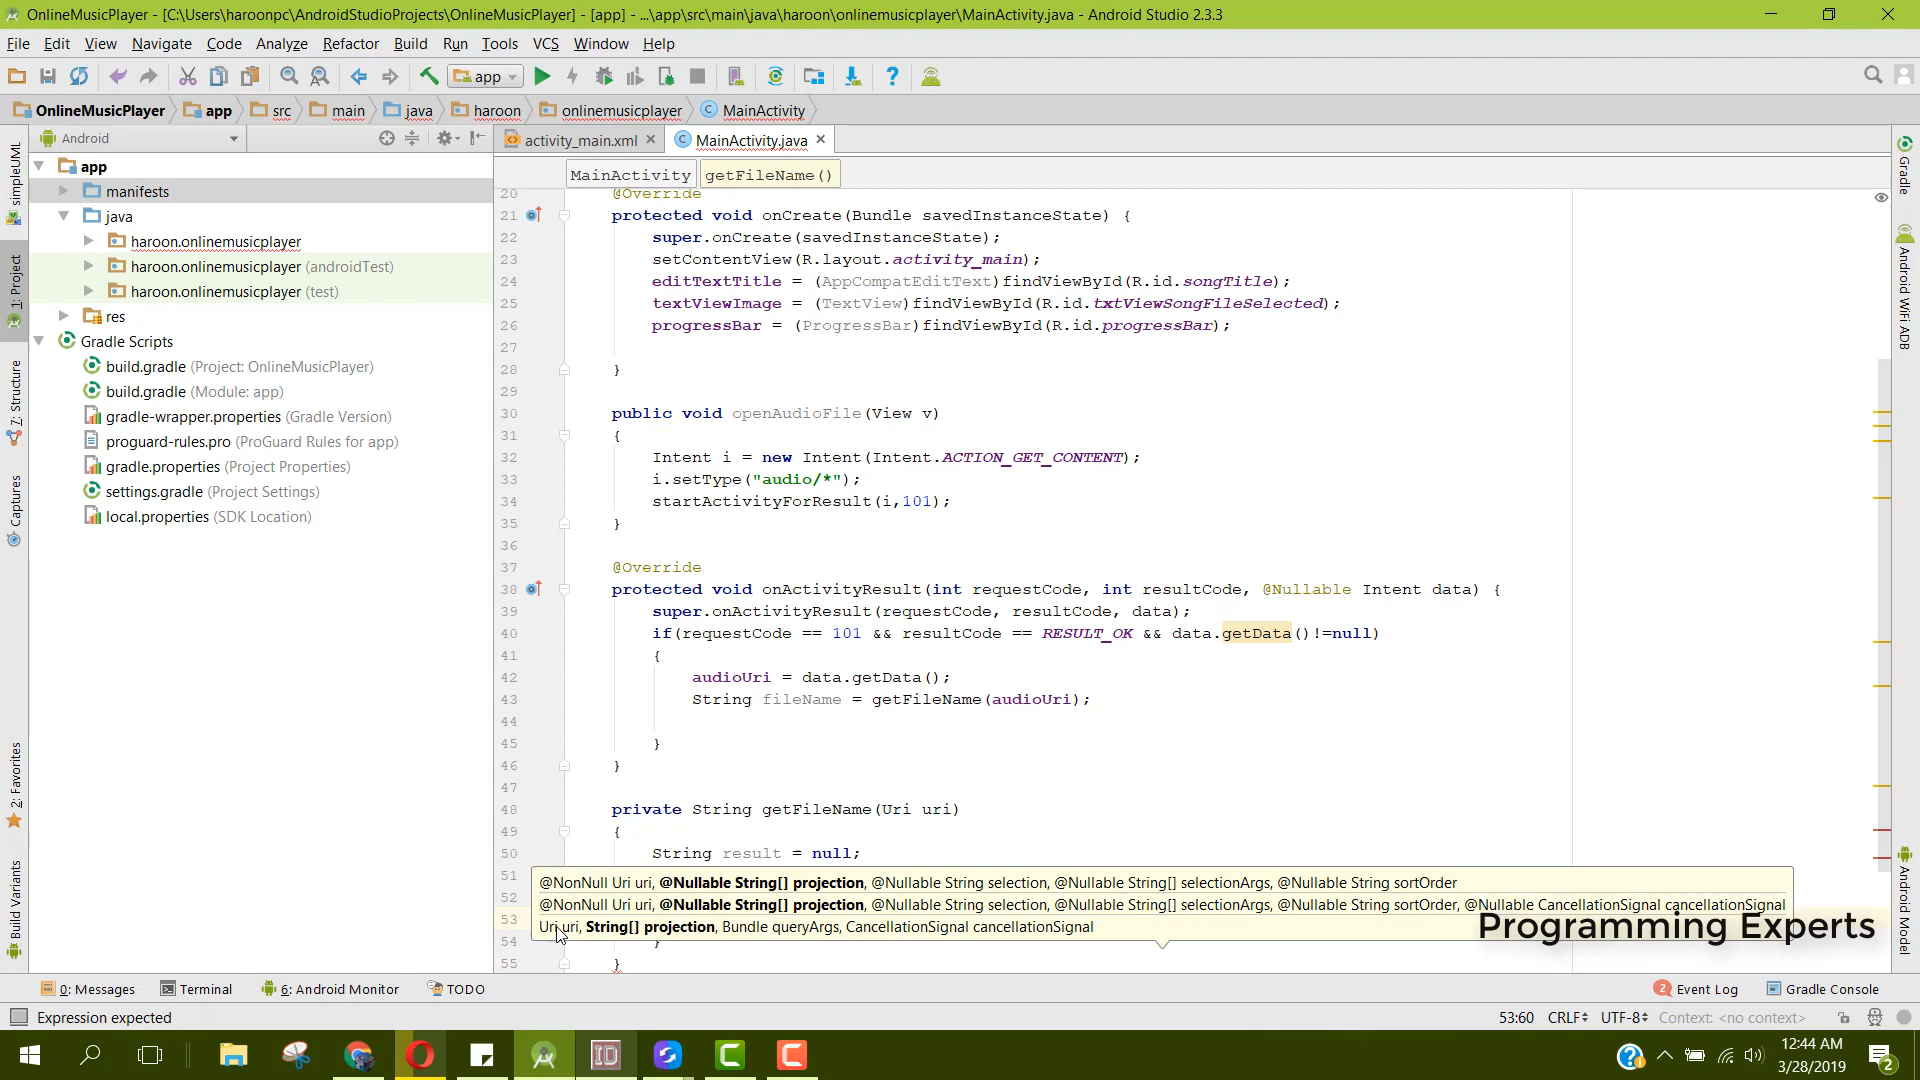 OnlineMusicPlayer - [C:\Users\haroonpc\AndroidStudioProjects\OnlineMusicPlayer] - [app] - ...\app\src\main\java\haroon\onlinemusicplayer\MainActivity.java - Android Studio 2.3.3
File Edit View Navigate Code Analyze Refactor Build Run Tools VCS Window Help
app
OnlineMusicPlayer app src main java haroon onlinemusicplayer MainActivity
Android
activity_main.xml MainActivity.java
MainActivity getFileName()
app
manifests
java
haroon.onlinemusicplayer
haroon.onlinemusicplayer (androidTest)
haroon.onlinemusicplayer (test)
res
Gradle Scripts
build.gradle (Project: OnlineMusicPlayer)
build.gradle (Module: app)
gradle-wrapper.properties (Gradle Version)
proguard-rules.pro (ProGuard Rules for app)
gradle.properties (Project Properties)
settings.gradle (Project Settings)
local.properties (SDK Location)
simpleUML
1: Project
7: Structure
Captures
2: Favorites
Build Variants
20 @Override
21 protected void onCreate(Bundle savedInstanceState) {
22 super.onCreate(savedInstanceState);
23 setContentView(R.layout.activity_main);
24 editTextTitle = (AppCompatEditText)findViewById(R.id.songTitle);
25 textViewImage = (TextView)findViewById(R.id.txtViewSongFileSelected);
26 progressBar = (ProgressBar)findViewById(R.id.progressBar);
27
28 }
29
30 public void openAudioFile(View v)
31 {
32 Intent i = new Intent(Intent.ACTION_GET_CONTENT);
33 i.setType("audio/*");
34 startActivityForResult(i,101);
35 }
36
37 @Override
38 protected void onActivityResult(int requestCode, int resultCode, @Nullable Intent data) {
39 super.onActivityResult(requestCode, resultCode, data);
40 if(requestCode == 101 && resultCode == RESULT_OK && data.getData()!=null)
41 {
42 audioUri = data.getData();
43 String fileName = getFileName(audioUri);
44
45 }
46 }
47
48 private String getFileName(Uri uri)
49 {
50 String result = null;
51 @NonNull Uri uri, @Nullable String[] projection, @Nullable String selection, @Nullable String[] selectionArgs, @Nullable String sortOrder
52 @NonNull Uri uri, @Nullable String[] projection, @Nullable String selection, @Nullable String[] selectionArgs, @Nullable String sortOrder, @Nullable CancellationSignal cancellationSignal
53 Uri uri, String[] projection, Bundle queryArgs, CancellationSignal cancellationSignal
54 }
55 }
Programming Experts
Gradle
Android WiFi ADB
Android Model
0: Messages Terminal 6: Android Monitor TODO 2 Event Log Gradle Console
Expression expected 53:60 CRLF UTF-8 Context: <no context>
12:44 AM
3/28/2019
2